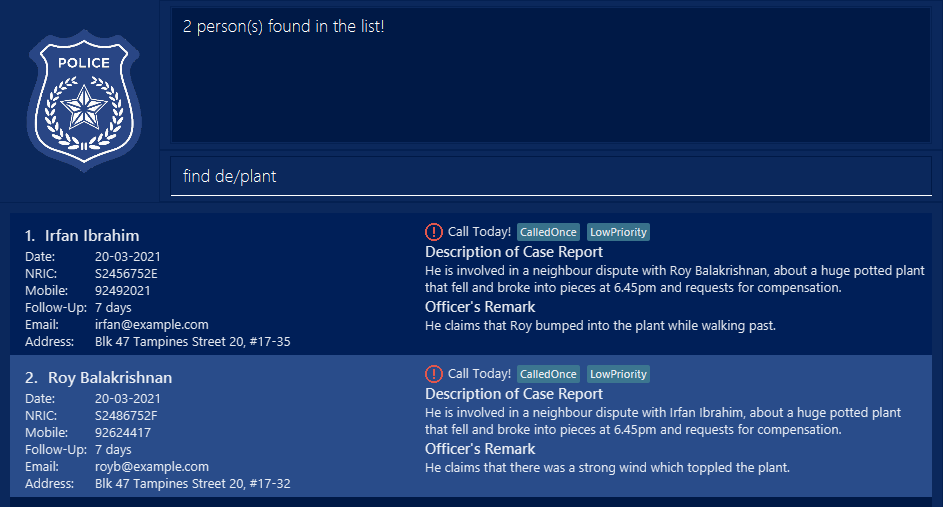 POLICE
2 person(s) found in the list!
find de/plant
1. Irfan Ibrahim
Date: 20-03-2021
NRIC: S2456752E
Mobile: 92492021
Follow-Up: 7 days
Email: irfan@example.com
Address: Blk 47 Tampines Street 20, #17-35
Call Today! CalledOnce LowPriority
Description of Case Report
He is involved in a neighbour dispute with Roy Balakrishnan, about a huge potted plant
that fell and broke into pieces at 6.45pm and requests for compensation.
Officer's Remark
He claims that Roy bumped into the plant while walking past.
2. Roy Balakrishnan
Date: 20-03-2021
NRIC: S2486752F
Mobile: 92624417
Follow-Up: 7 days
Email: royb@example.com
Address: Blk 47 Tampines Street 20, #17-32
Call Today! CalledOnce LowPriority
Description of Case Report
He is involved in a neighbour dispute with Irfan Ibrahim, about a huge potted plant
that fell and broke into pieces at 6.45pm and requests for compensation.
Officer's Remark
He claims that there was a strong wind which toppled the plant.